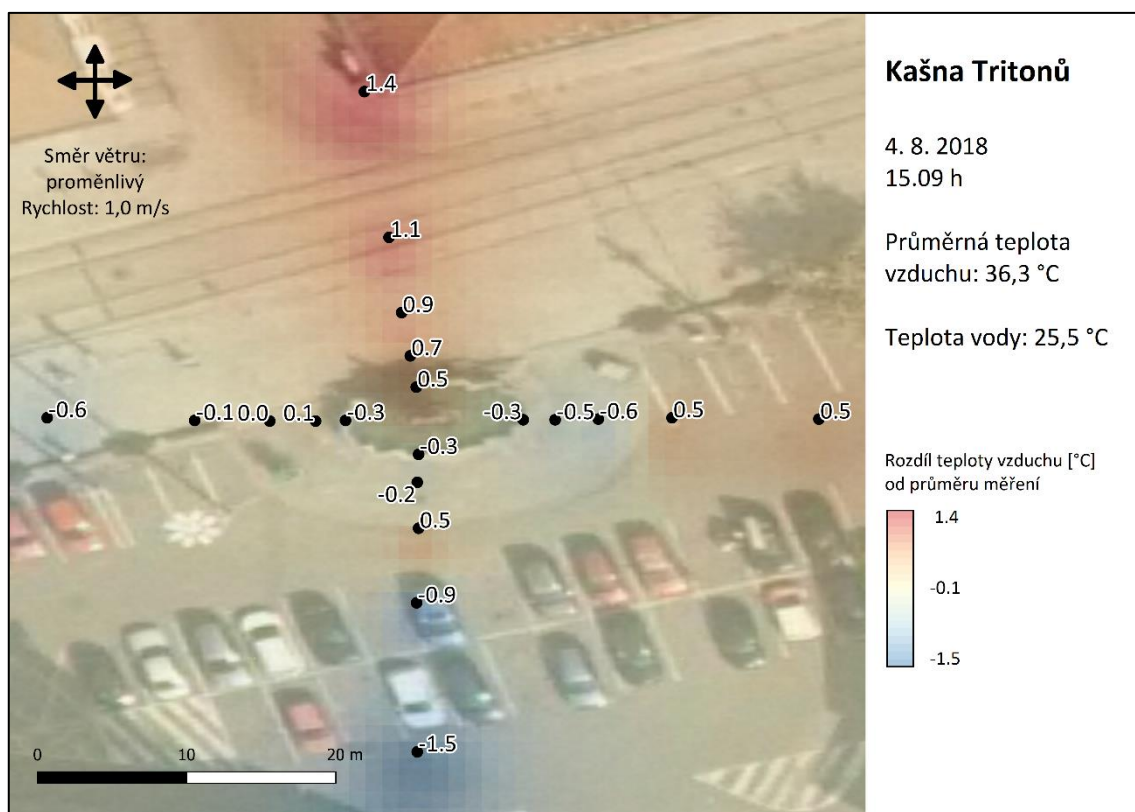 Směr větru:
proměnlivý
Rychlost: 1,0 m/s
1.4
1.1
0.9
0.7
0.5
-0.6
-0.1
0.0
0.1
-0.3
-0.3
-0.5
-0.6
0.5
0.5
-0.3
-0.2
0.5
-0.9
-1.5
0
10
20 m
Kašna Tritonů
4. 8. 2018
15.09 h
Průměrná teplota
vzduchu: 36,3 °C
Teplota vody: 25,5 °C
Rozdíl teploty vzduchu [°C]
od průměru měření
1.4
-0.1
-1.5